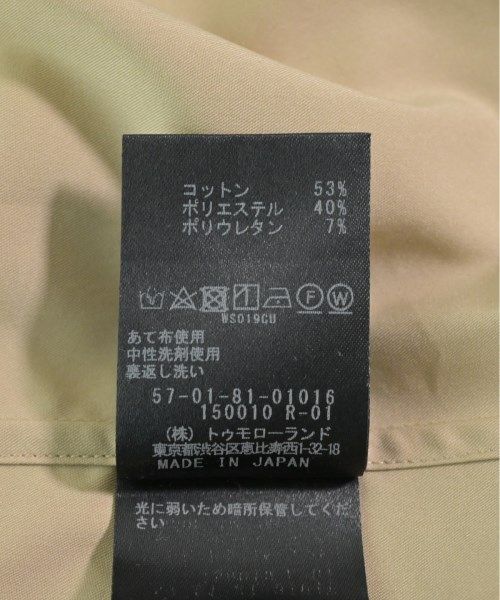 コットン 53%
ポリエステル 40%
ポリウレタン 7%
F W
WS019CU
あて布使用
中性洗剤使用
裏返し洗い
57-01-81-01016
150010 R-01
(株) トゥモローランド
東京都渋谷区恵比寿西1-32-18
MADE IN JAPAN
光に弱いため暗所保管してくだ
さい